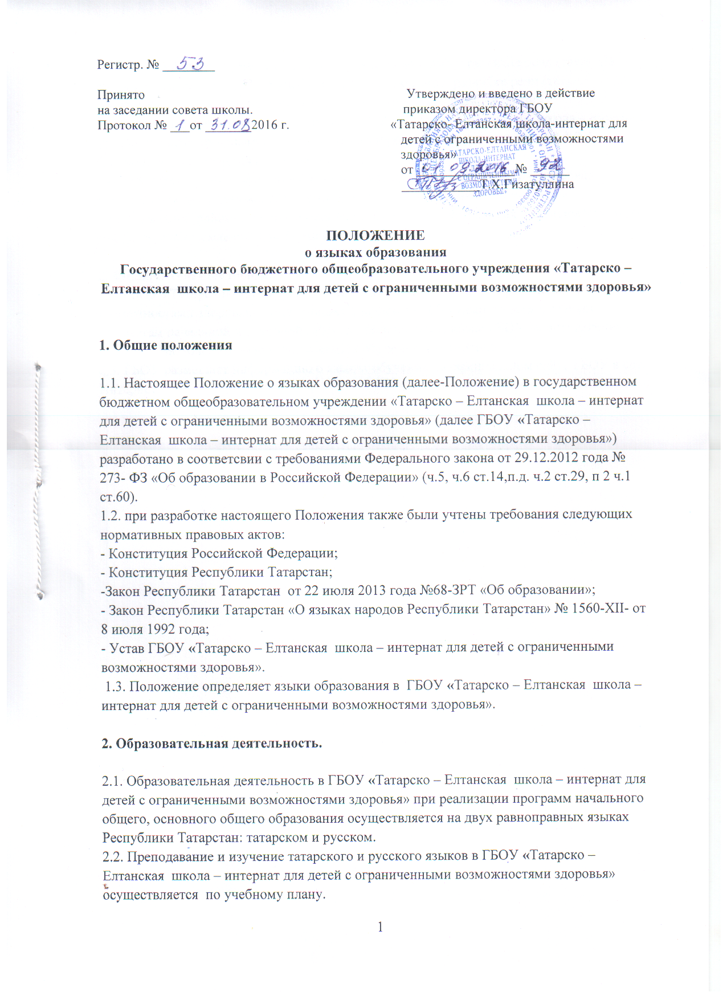 Регистр. № 53
Принято
на заседании совета школы.
Протокол № 1 от 31.08 2016 г.
Утверждено и введено в действие
приказом директора ГБОУ
«Татарско- Елтанская школа-интернат для
детей с ограниченными возможностями
здоровья»
от 01 09.2016 № 92
Т.Х.Гизатуллина
ТАТАРСКО-ЕЛТАНСКАЯ
ШКОЛА-ИНТЕРНАТ
С ОГРАНИЧЕННЫМИ
ВОЗМОЖНОСТЯМИ
ЗДОРОВЬЯ»
ПОЛОЖЕНИЕ
о языках образования
Государственного бюджетного общеобразовательного учреждения «Татарско –
Елтанская школа – интернат для детей с ограниченными возможностями здоровья»
1. Общие положения
1.1. Настоящее Положение о языках образования (далее-Положение) в государственном
бюджетном общеобразовательном учреждении «Татарско – Елтанская школа – интернат
для детей с ограниченными возможностями здоровья» (далее ГБОУ «Татарско –
Елтанская школа – интернат для детей с ограниченными возможностями здоровья»)
разработано в соответсвии с требованиями Федерального закона от 29.12.2012 года №
273- ФЗ «Об образовании в Российской Федерации» (ч.5, ч.6 ст.14,п.д. ч.2 ст.29, п 2 ч.1
ст.60).
1.2. при разработке настоящего Положения также были учтены требования следующих
нормативных правовых актов:
- Конституция Российской Федерации;
- Конституция Республики Татарстан;
-Закон Республики Татарстан от 22 июля 2013 года №68-ЗРТ «Об образовании»;
- Закон Республики Татарстан «О языках народов Республики Татарстан» № 1560-XII- от
8 июля 1992 года;
- Устав ГБОУ «Татарско – Елтанская школа – интернат для детей с ограниченными
возможностями здоровья».
1.3. Положение определяет языки образования в ГБОУ «Татарско – Елтанская школа –
интернат для детей с ограниченными возможностями здоровья».
2. Образовательная деятельность.
2.1. Образовательная деятельность в ГБОУ «Татарско – Елтанская школа – интернат для
детей с ограниченными возможностями здоровья» при реализации программ начального
общего, основного общего образования осуществляется на двух равноправных языках
Республики Татарстан: татарском и русском.
2.2. Преподавание и изучение татарского и русского языков в ГБОУ «Татарско –
Елтанская школа – интернат для детей с ограниченными возможностями здоровья»
осуществляется по учебному плану.
1